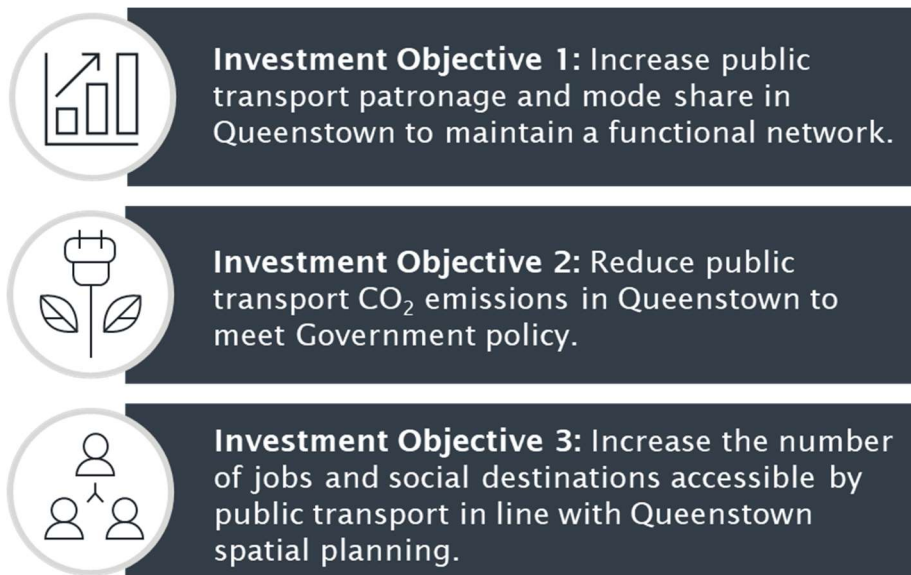 Investment Objective 1: Increase public
transport patronage and mode share in
Queenstown to maintain a functional network.
Investment Objective 2: Reduce public
transport CO₂ emissions in Queenstown to
meet Government policy.
Investment Objective 3: Increase the number
of jobs and social destinations accessible by
public transport in line with Queenstown
spatial planning.